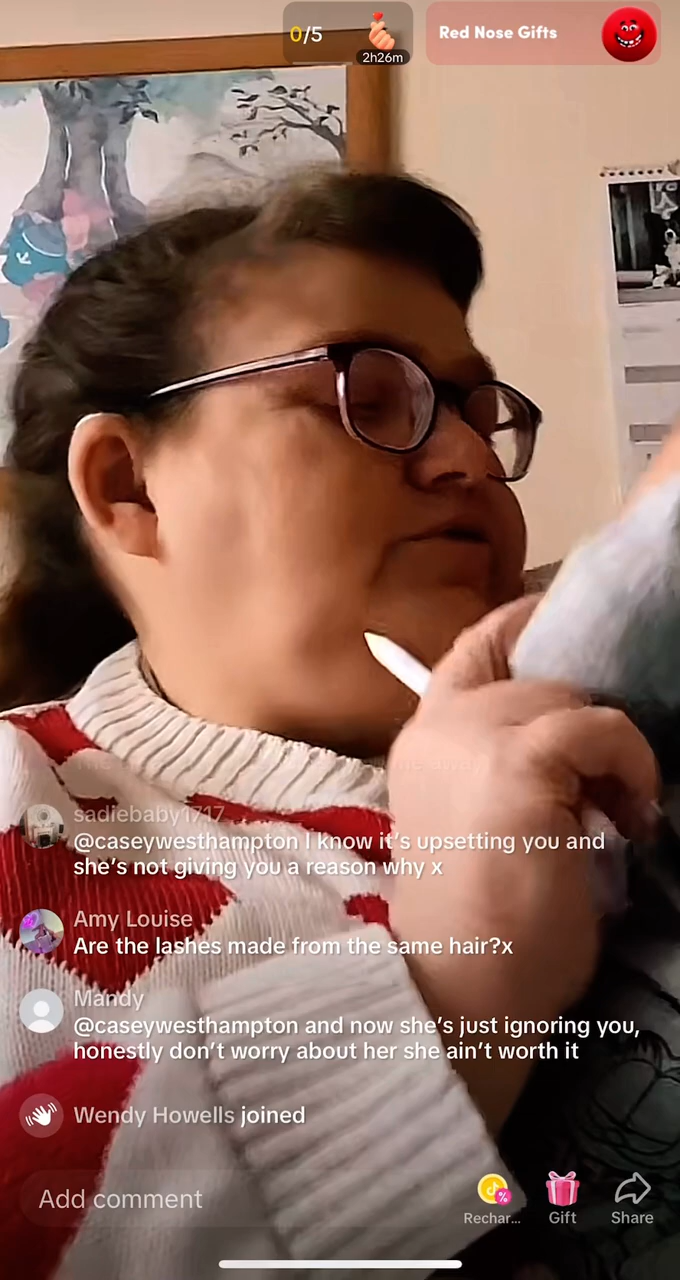 0/5
2h26m
Red Nose Gifts
sadiebaby1717
@caseywesthampton I know it's upsetting you and
she's not giving you a reason why x
Amy Louise
Are the lashes made from the same hair?x
Mandy
@caseywesthampton and now she's just ignoring you,
honestly don't worry about her she ain't worth it
Wendy Howells joined
Add comment
Rechar...
Gift
Share